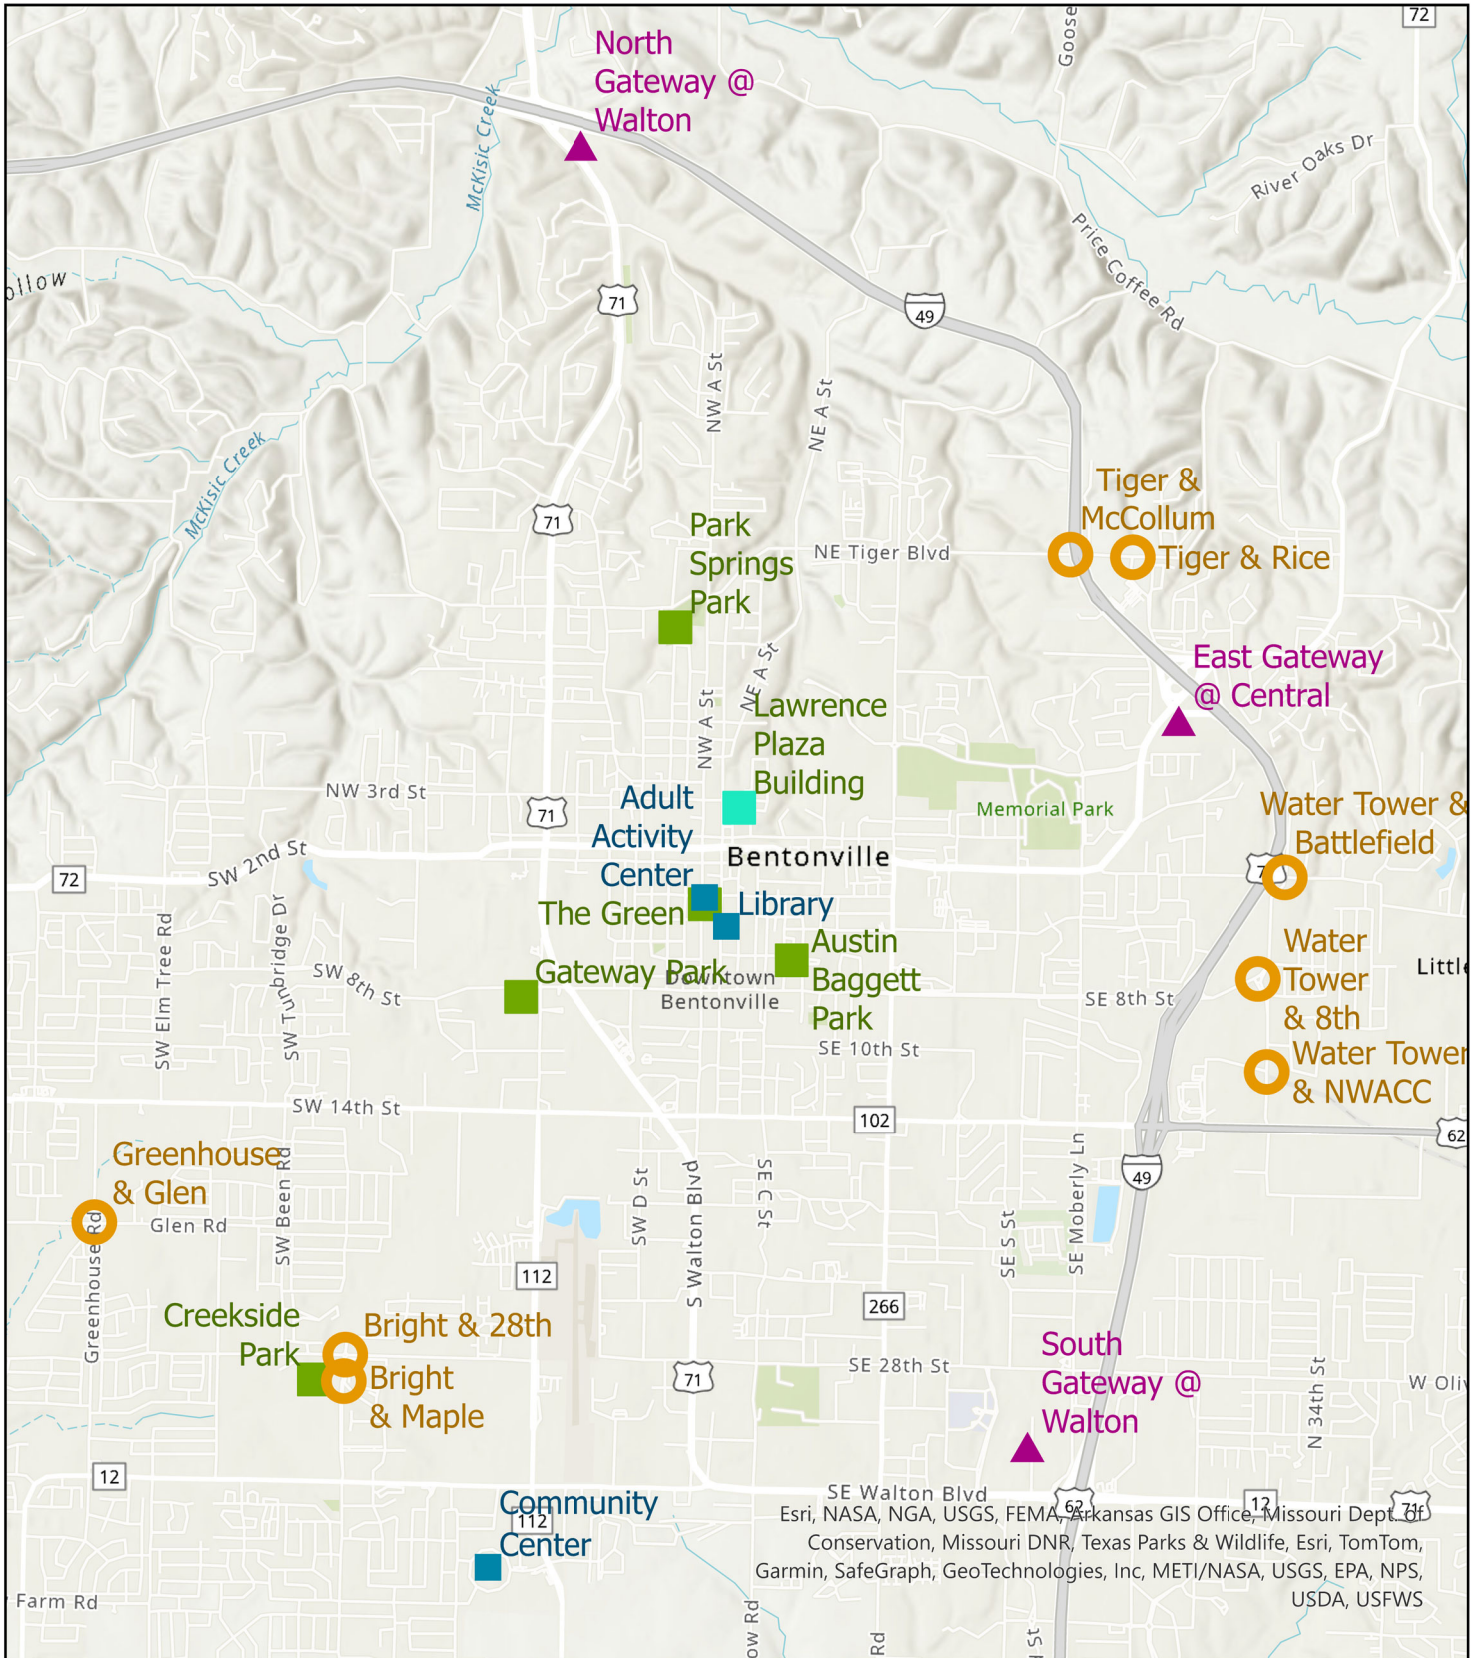 72
Goose
North
Gateway @
Walton
McKisic Creek
River Oaks Dr
Price Coffee Rd
ollow
71
49
NW A St
NE A St
McKisic Creek
Tiger &
McCollum
71
Park
Springs
Park
NE Tiger Blvd
Tiger & Rice
NE A St
East Gateway
@ Central
NW A St
Lawrence
Plaza
Building
NW 3rd St
71
Adult
Activity
Center
Memorial Park
Water Tower &
Battlefield
Bentonville
SW 2nd St
72
The Green
Library
Austin
Baggett
Park
Water
Tower
& 8th
SW Elm Tree Rd
SW Tunbridge Dr
SW 8th St
Gateway Park
Downtown
Bentonville
Little
SE 8th St
SE 10th St
Water Tower
& NWACC
SW 14th St
102
62
Greenhouse
& Glen
SW Been Rd
Glen Rd
Greenhouse Rd
SW D St
S Walton Blvd
SE C St
SE S St
SE Moberly Ln
49
112
266
Creekside
Park
Bright & 28th
Bright
& Maple
71
SE 28th St
South
Gateway @
Walton
N 34th St
W Oliv
12
SE Walton Blvd
62
12
71
Community
Center
112
Esri, NASA, NGA, USGS, FEMA, Arkansas GIS Office, Missouri Dept. of
Conservation, Missouri DNR, Texas Parks & Wildlife, Esri, TomTom,
Garmin, SafeGraph, GeoTechnologies, Inc, METI/NASA, USGS, EPA, NPS,
USDA, USFWS
Farm Rd
ow Rd
Rd
St